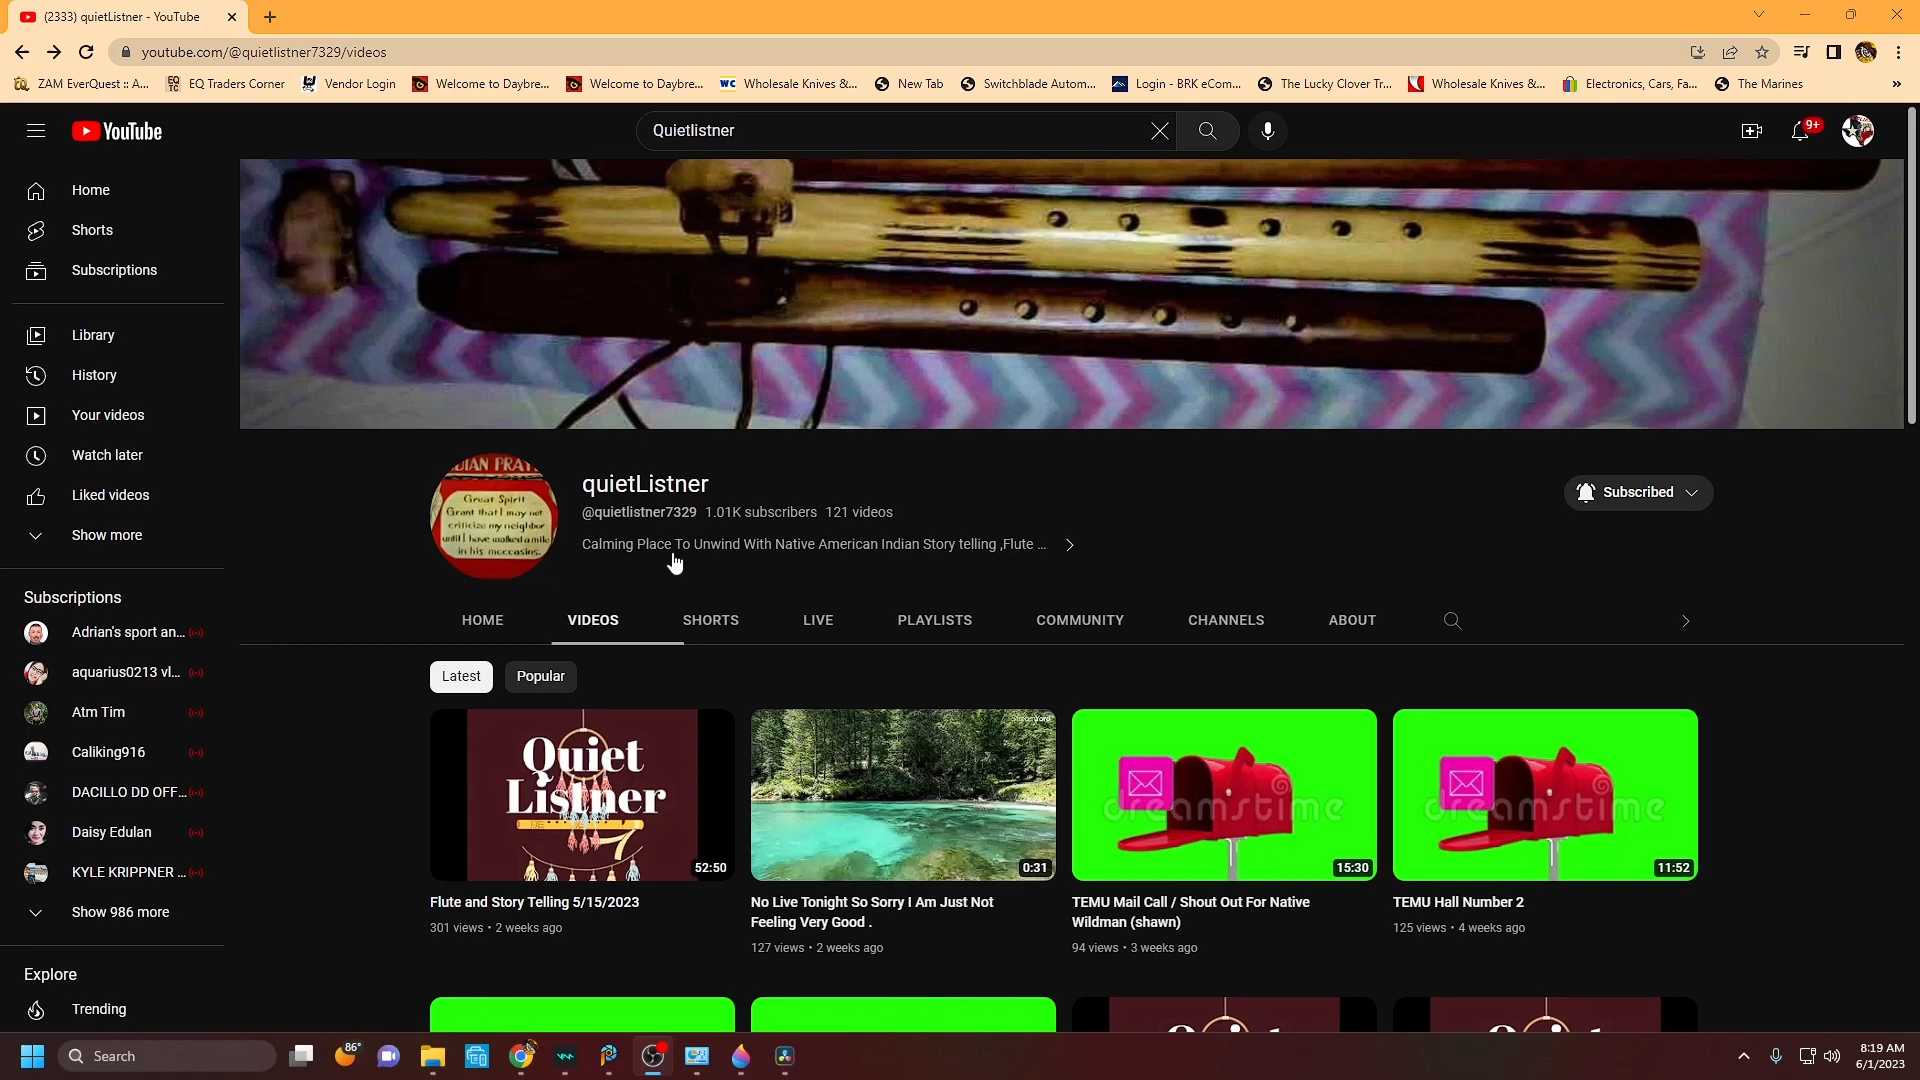 (2333) quietListner - YouTube
youtube.com/@quietlistner7329/videos
ZAM EverQuest :: A...
EQ TC
EQ Traders Corner
Vendor Login
Welcome to Daybre...
Welcome to Daybre...
WC
Wholesale Knives &...
New Tab
Switchblade Autom...
Login - BRK eCom...
The Lucky Clover Tr...
Wholesale Knives &...
Electronics, Cars, Fa...
The Marines
»
YouTube
Quietlistner
9+
Home
Shorts
Subscriptions
Library
History
Your videos
Watch later
Liked videos
Show more
Subscriptions
Adrian's sport an...
aquarius0213 vl...
Atm Tim
Caliking916
DACILLO DD OFF...
Daisy Edulan
KYLE KRIPPNER ...
Show 986 more
Explore
Trending
DIAN PRAY
Great Spirit
Grant that I may not
criticize my neighbor
until I have walked a mile
in his moccasins.
quietListner
@quietlistner7329 1.01K subscribers 121 videos
Calming Place To Unwind With Native American Indian Story telling ,Flute ...
Subscribed
HOME
VIDEOS
SHORTS
LIVE
PLAYLISTS
COMMUNITY
CHANNELS
ABOUT
Latest
Popular
Quiet
Listner
7
52:50
Flute and Story Telling 5/15/2023
301 views • 2 weeks ago
StreamYard
0:31
No Live Tonight So Sorry I Am Just Not
Feeling Very Good .
127 views • 2 weeks ago
dreamstime
15:30
TEMU Mail Call / Shout Out For Native
Wildman (shawn)
94 views • 3 weeks ago
dreamstime
11:52
TEMU Hall Number 2
125 views • 4 weeks ago
Search
86°
8:19 AM
6/1/2023